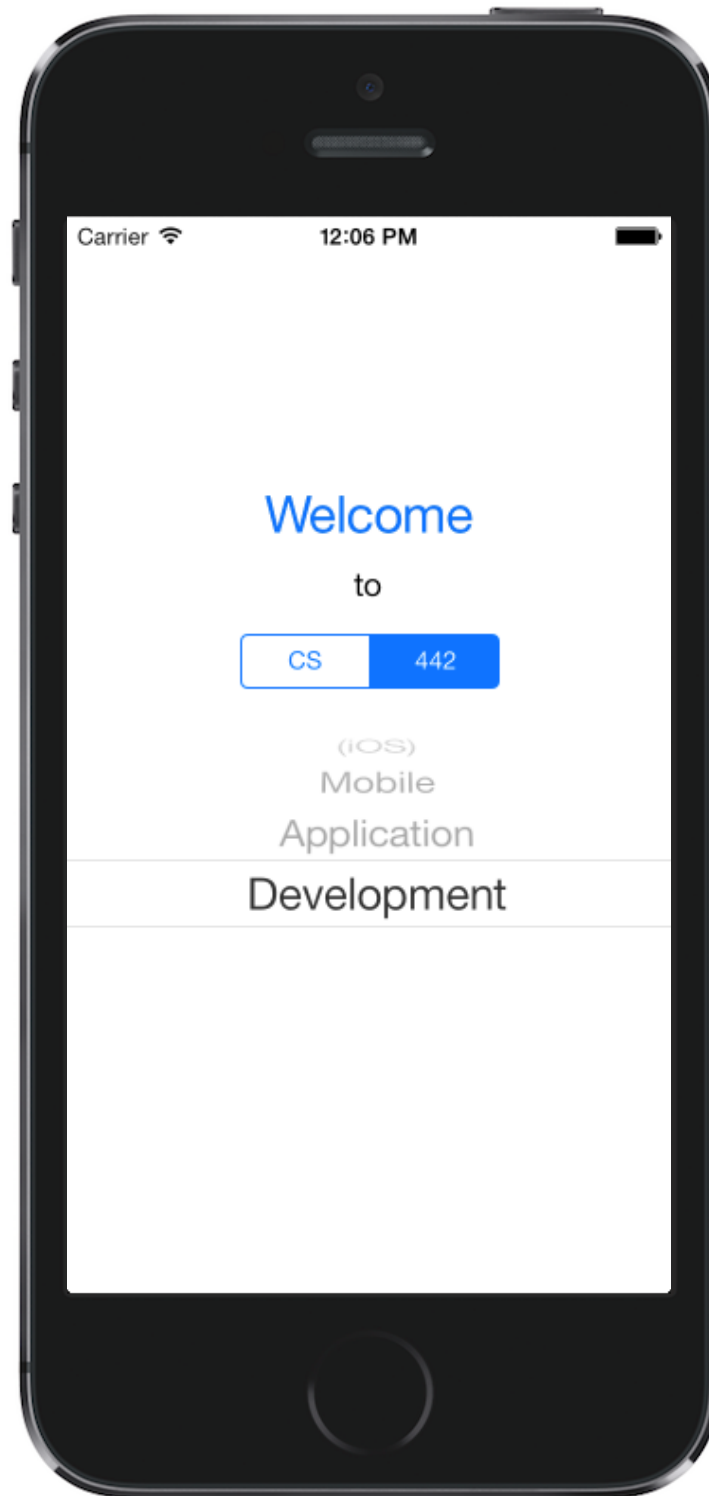 Carrier 12:06 PM
Welcome
to
CS 442
(iOS)
Mobile
Application
Development